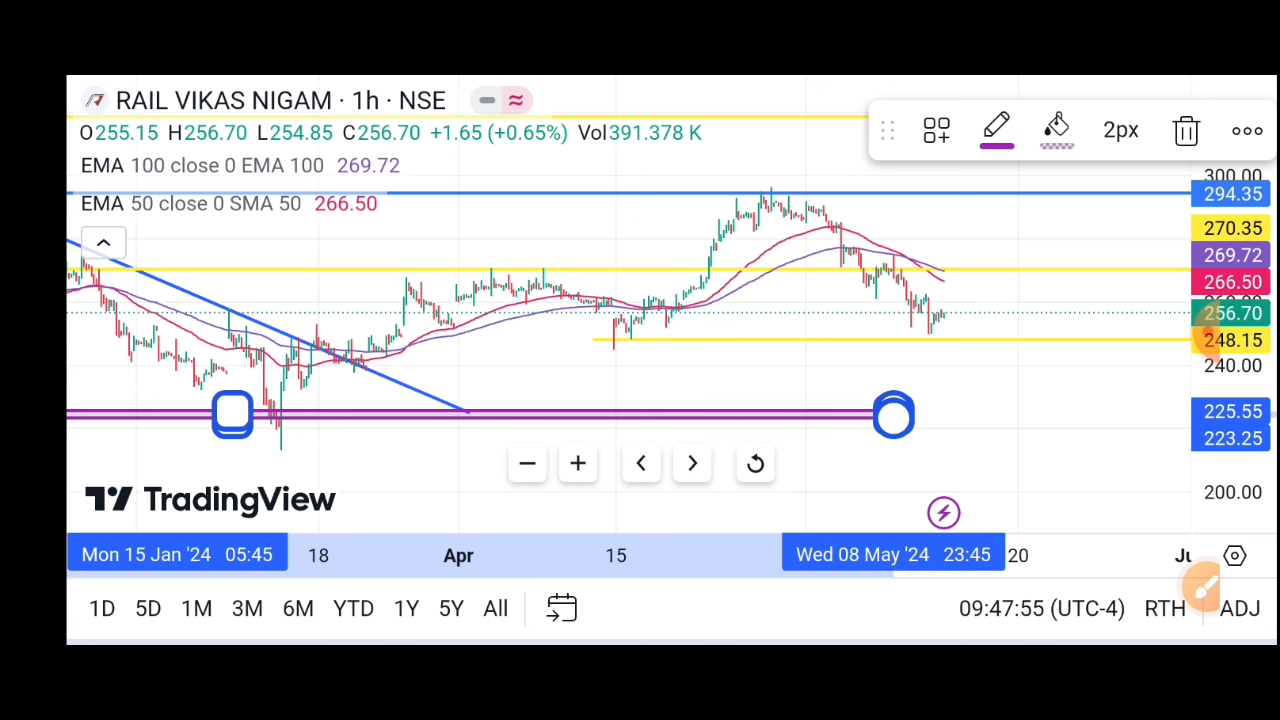 RAIL VIKAS NIGAM · 1h · NSE
O255.15 H256.70 L254.85 C256.70 +1.65 (+0.65%) Vol391.378 K
2px
EMA 100 close 0 EMA 100 269.72
EMA 50 close 0 SMA 50 266.50
300.00
294.35
270.35
269.72
266.50
256.70
248.15
240.00
225.55
223.25
200.00
TradingView
Mon 15 Jan '24 05:45 18 Apr 15 Wed 08 May '24 23:45 20
1D 5D 1M 3M 6M YTD 1Y 5Y All 09:47:55 (UTC-4) RTH ADJ